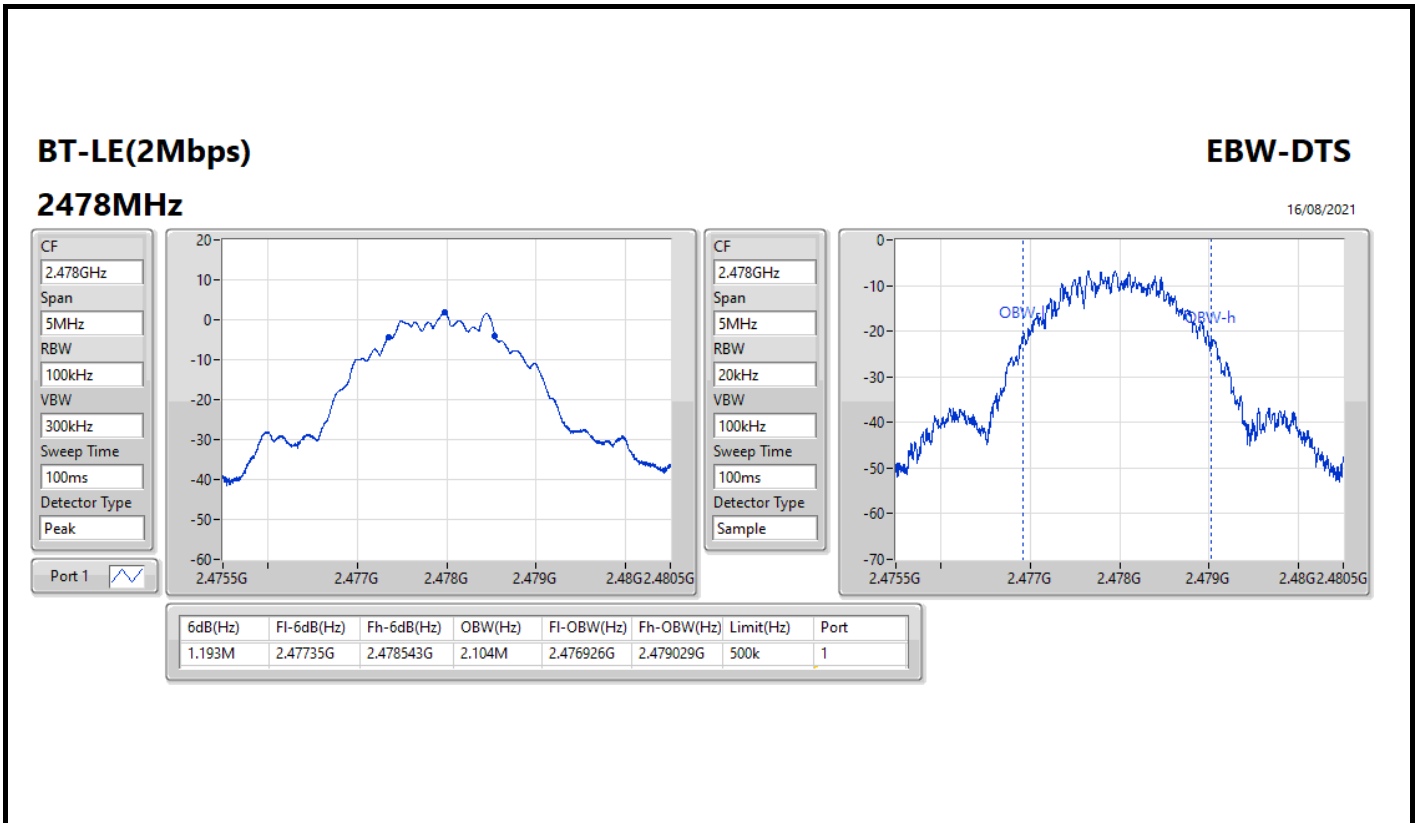 BT-LE(2Mbps)
EBW-DTS
2478MHz
16/08/2021
CF
2.478GHz
Span
5MHz
RBW
100kHz
VBW
300kHz
Sweep Time
100ms
Detector Type
Peak
Port 1
20
10
0
-10
-20
-30
-40
-50
-60
2.4755G 2.477G 2.478G 2.479G 2.48G 2.4805G
CF
2.478GHz
Span
5MHz
RBW
20kHz
VBW
100kHz
Sweep Time
100ms
Detector Type
Sample
0
-10
-20
-30
-40
-50
-60
-70
OBW-l
OBW-h
2.4755G 2.477G 2.478G 2.479G 2.48G 2.4805G
6dB(Hz) Fl-6dB(Hz) Fh-6dB(Hz) OBW(Hz) Fl-OBW(Hz) Fh-OBW(Hz) Limit(Hz) Port
1.193M 2.47735G 2.478543G 2.104M 2.476926G 2.479029G 500k 1